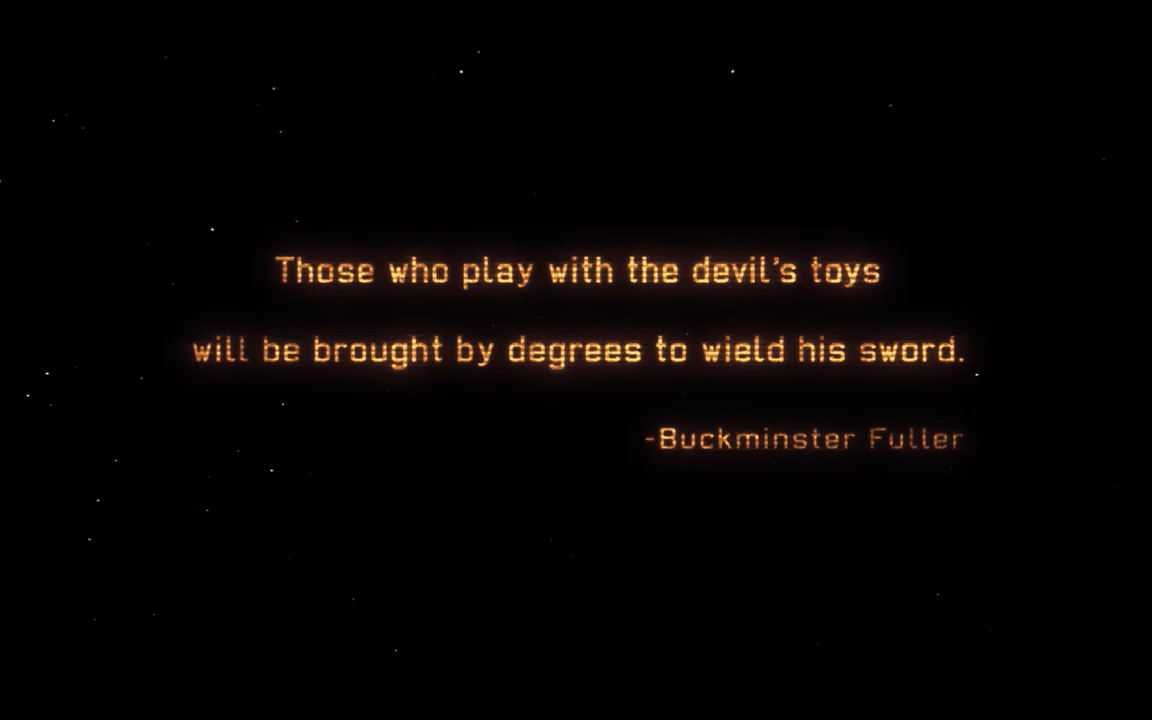 Those who play with the devil's toys
will be brought by degrees to wield his sword.
-Buckminster Fuller